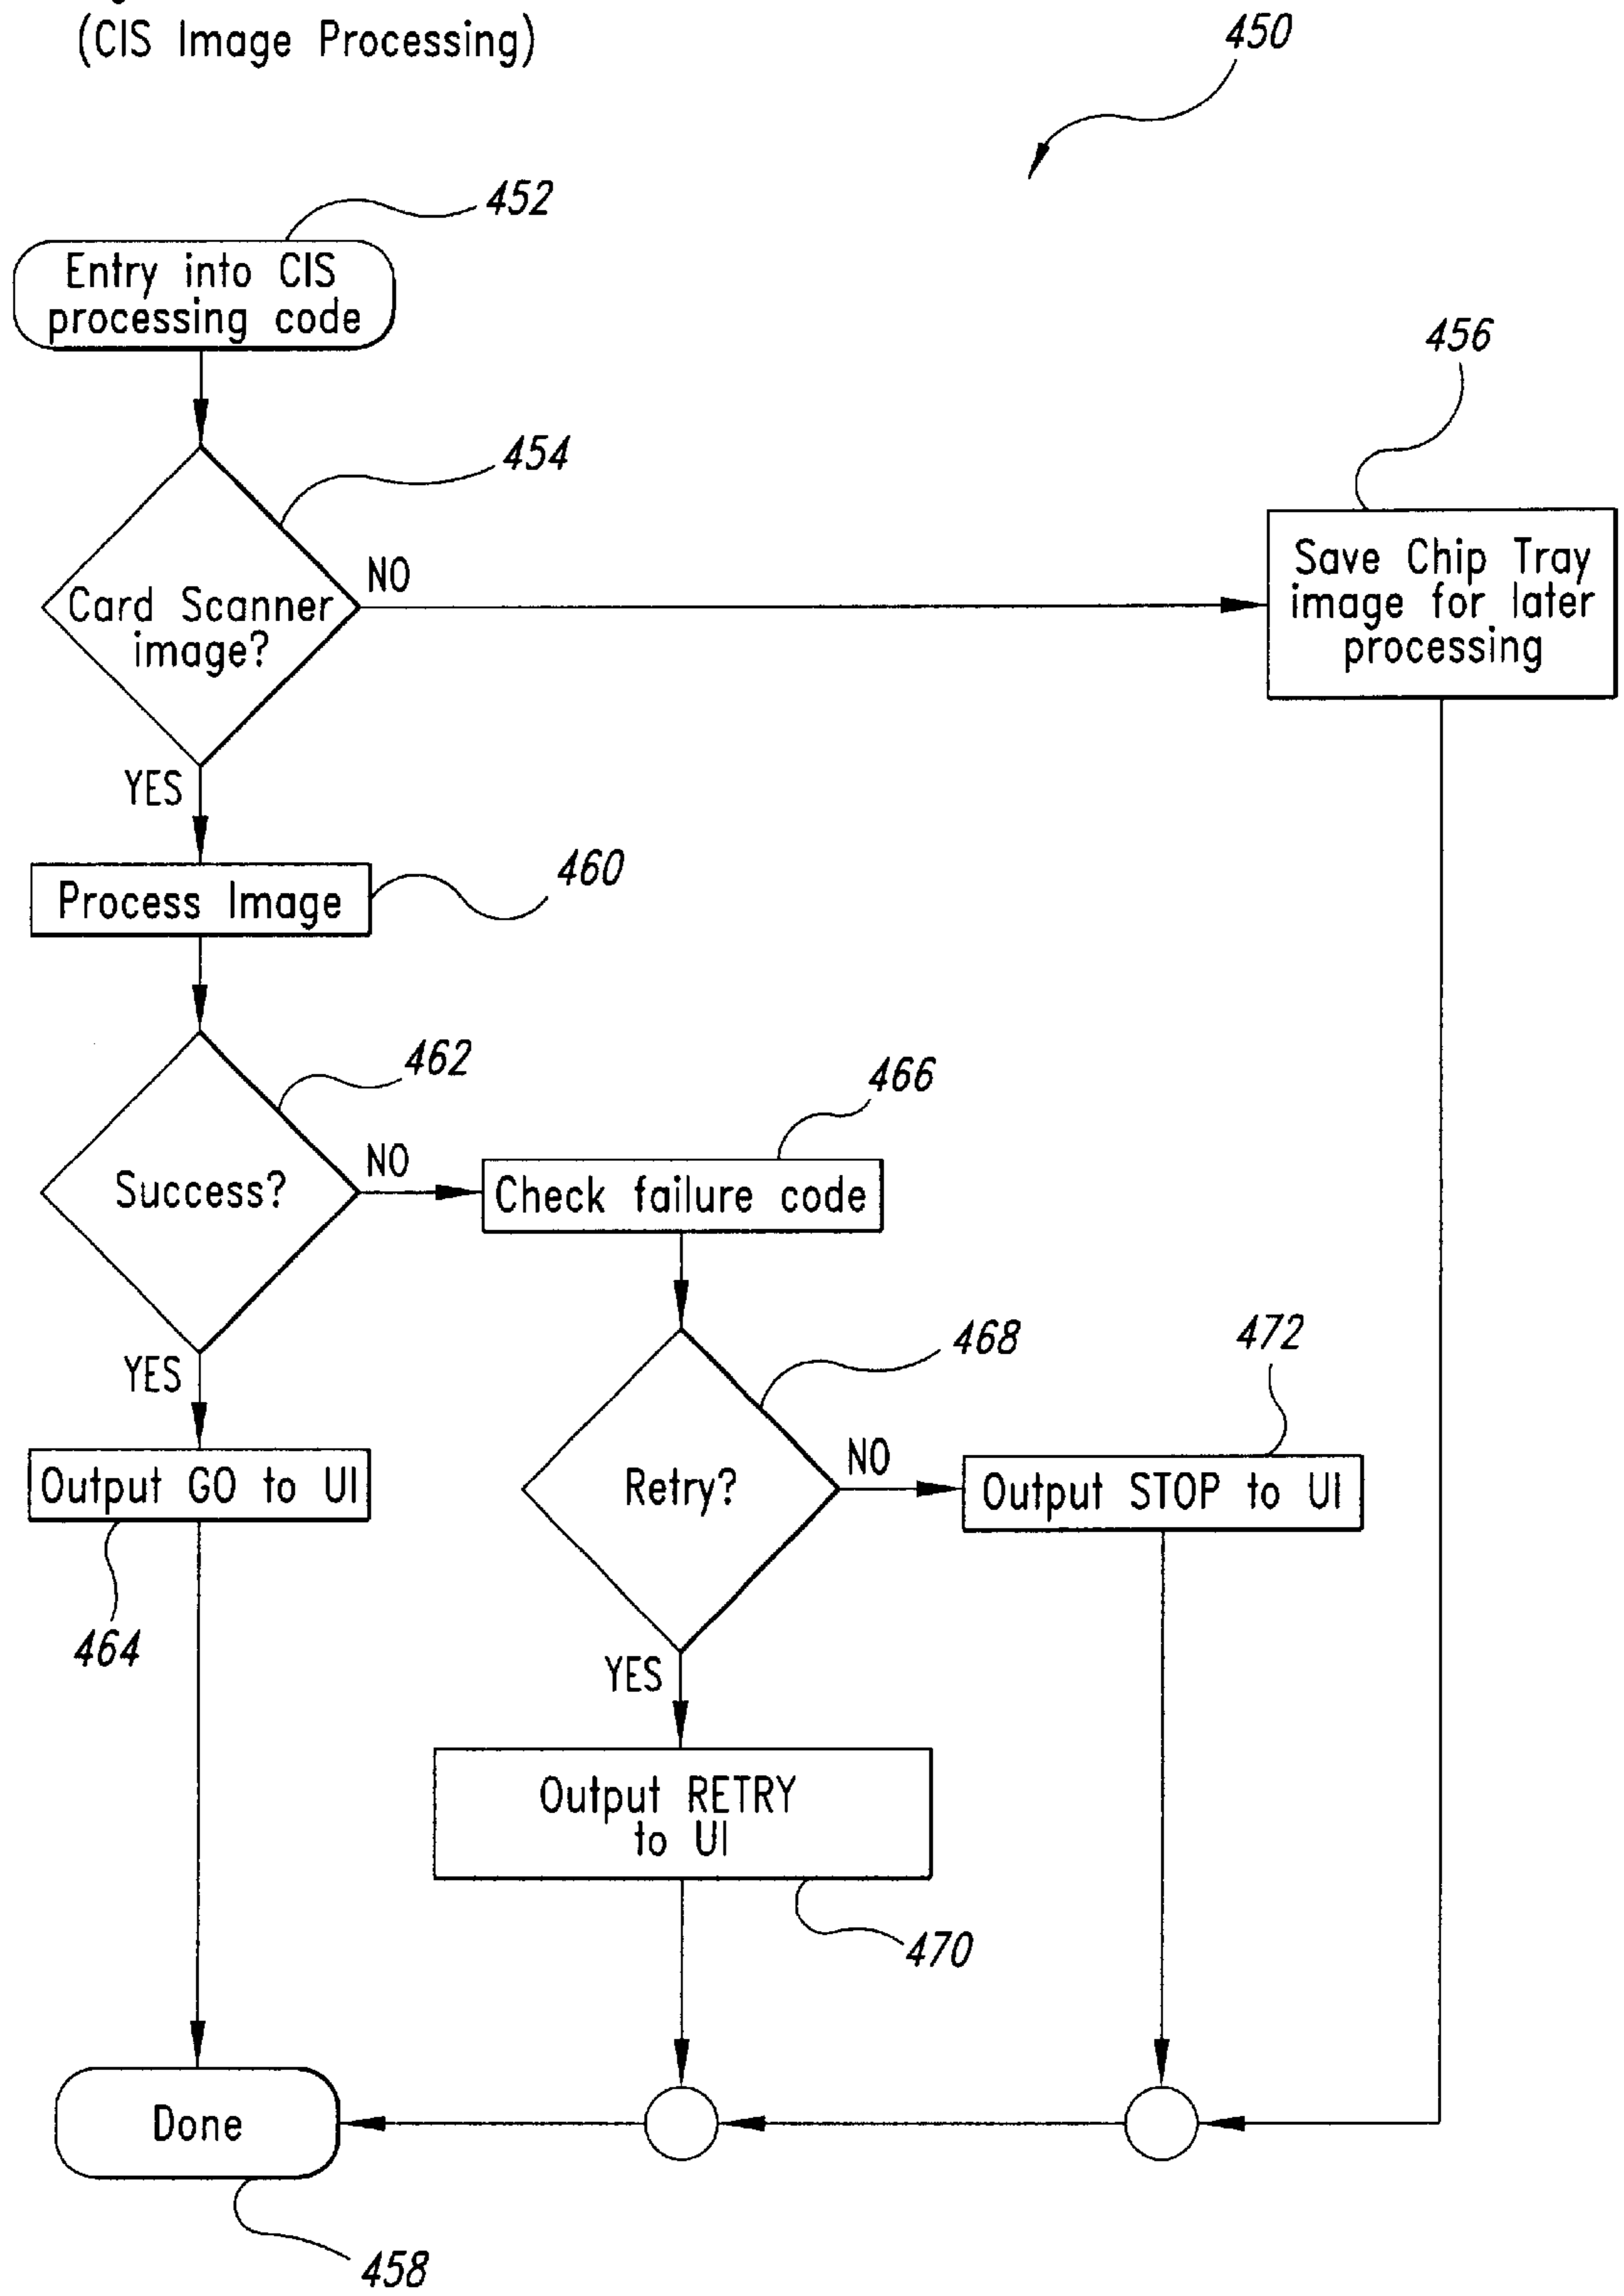 (CIS Image Processing)
450
452
Entry into CIS
processing code
456
454
NO
Card Scanner
image?
Save Chip Tray
image for later
processing
YES
460
Process Image
462
466
NO
Success?
Check failure code
468
472
YES
NO
Output GO to UI
Retry?
Output STOP to UI
464
YES
Output RETRY
to UI
470
Done
458